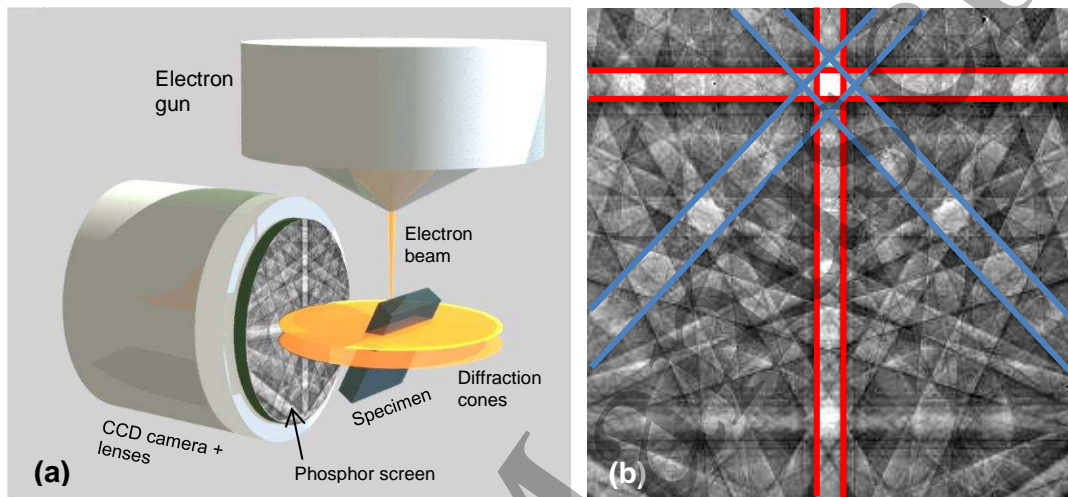 Electron
gun
Electron
beam
Diffraction
cones
Specimen
CCD camera +
lenses
Phosphor screen
(a)
(b)